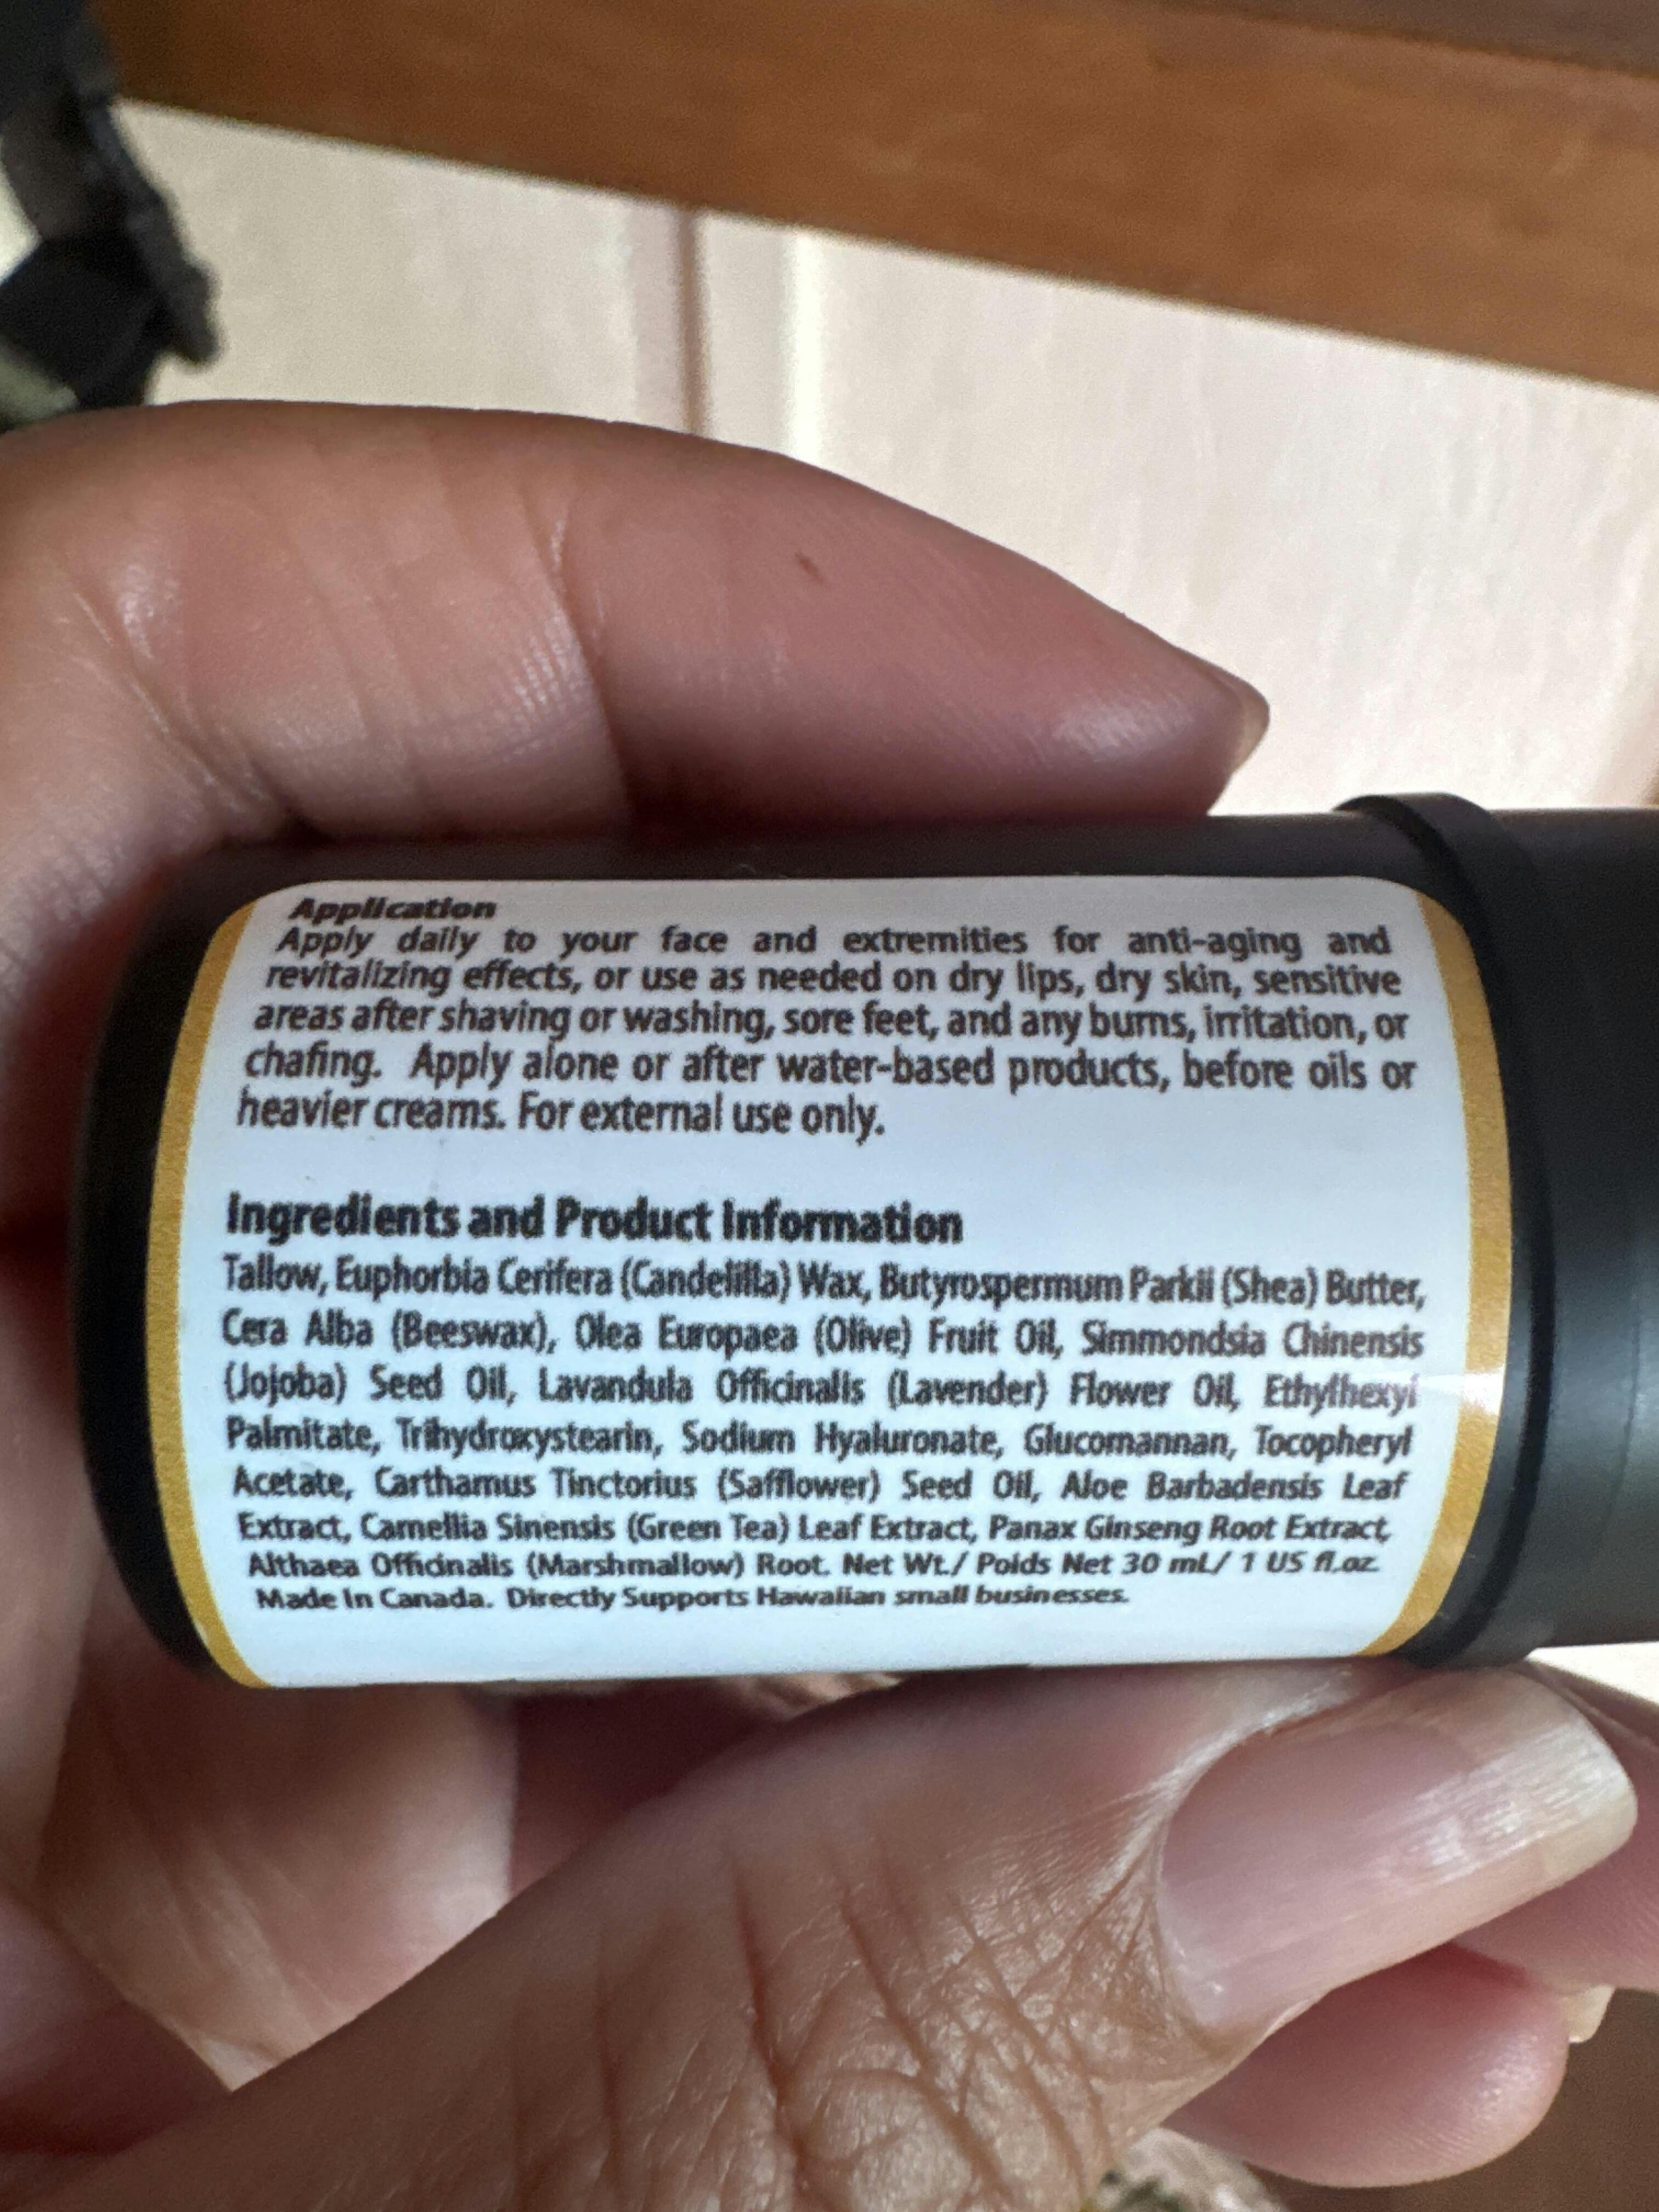 Application
Apply daily to your face and extremities for anti-aging and
revitalizing effects, or use as needed on dry lips, dry skin, sensitive
areas after shaving or washing, sore feet, and any burns, irritation, or
chafing. Apply alone or after water-based products, before oils or
heavier creams. For external use only.
Ingredients and Product Information
Tallow, Euphorbia Cerifera (Candelilla) Wax, Butyrospermum Parkii (Shea) Butter,
Cera Alba (Beeswax), Olea Europaea (Olive) Fruit Oil, Simmondsia Chinensis
(Jojoba) Seed Oil, Lavandula Officinalis (Lavender) Flower Oil, Ethylhexyl
Palmitate, Trihydroxystearin, Sodium Hyaluronate, Glucomannan, Tocopheryl
Acetate, Carthamus Tinctorius (Safflower) Seed Oil, Aloe Barbadensis Leaf
Extract, Camellia Sinensis (Green Tea) Leaf Extract, Panax Ginseng Root Extract,
Althaea Officinalis (Marshmallow) Root. Net Wt./ Poids Net 30 mL/ 1 US fl.oz.
Made In Canada. Directly Supports Hawaiian small businesses.